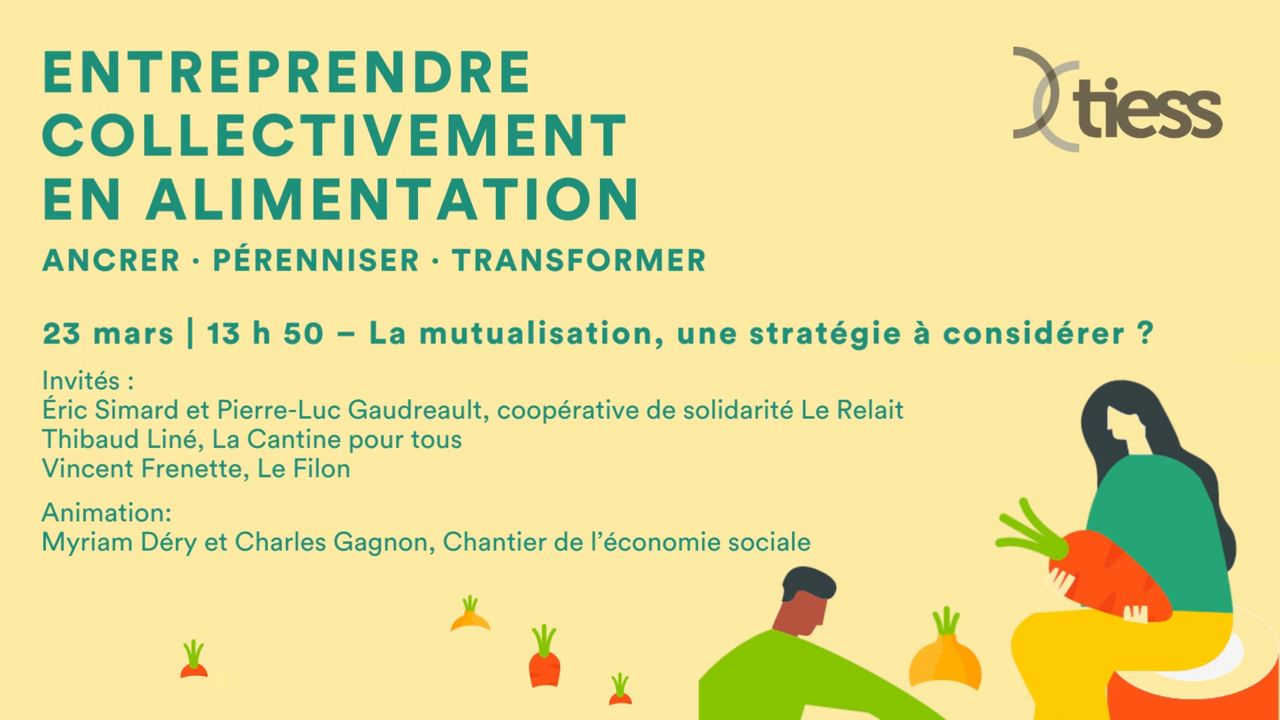 ENTREPRENDRE
COLLECTIVEMENT
EN ALIMENTATION
ANCRER · PÉRENNISER · TRANSFORMER
tiess
23 mars | 13 h 50 – La mutualisation, une stratégie à considérer ?
Invités :
Éric Simard et Pierre-Luc Gaudreault, coopérative de solidarité Le Relait
Thibaud Liné, La Cantine pour tous
Vincent Frenette, Le Filon
Animation:
Myriam Déry et Charles Gagnon, Chantier de l’économie sociale